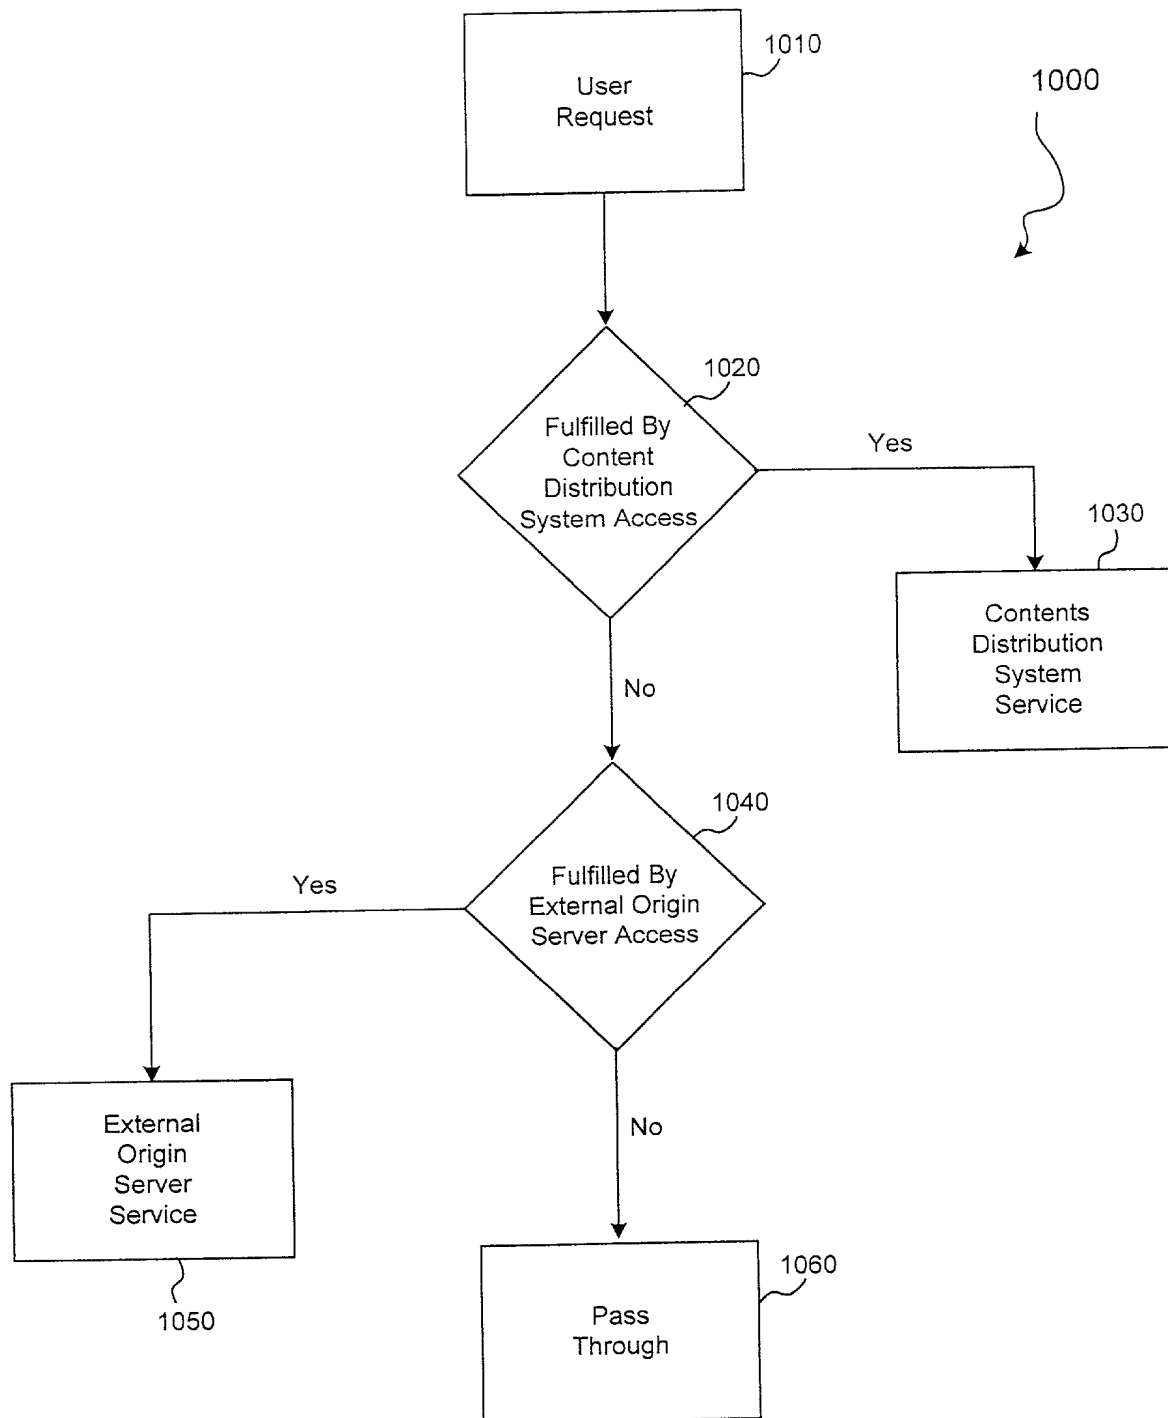 1010
User
Request
1000
1020
Fulfilled By
Content
Distribution
System Access
Yes
1030
Contents
Distribution
System
Service
No
1040
Fulfilled By
External Origin
Server Access
Yes
External
Origin
Server
Service
1050
No
1060
Pass
Through